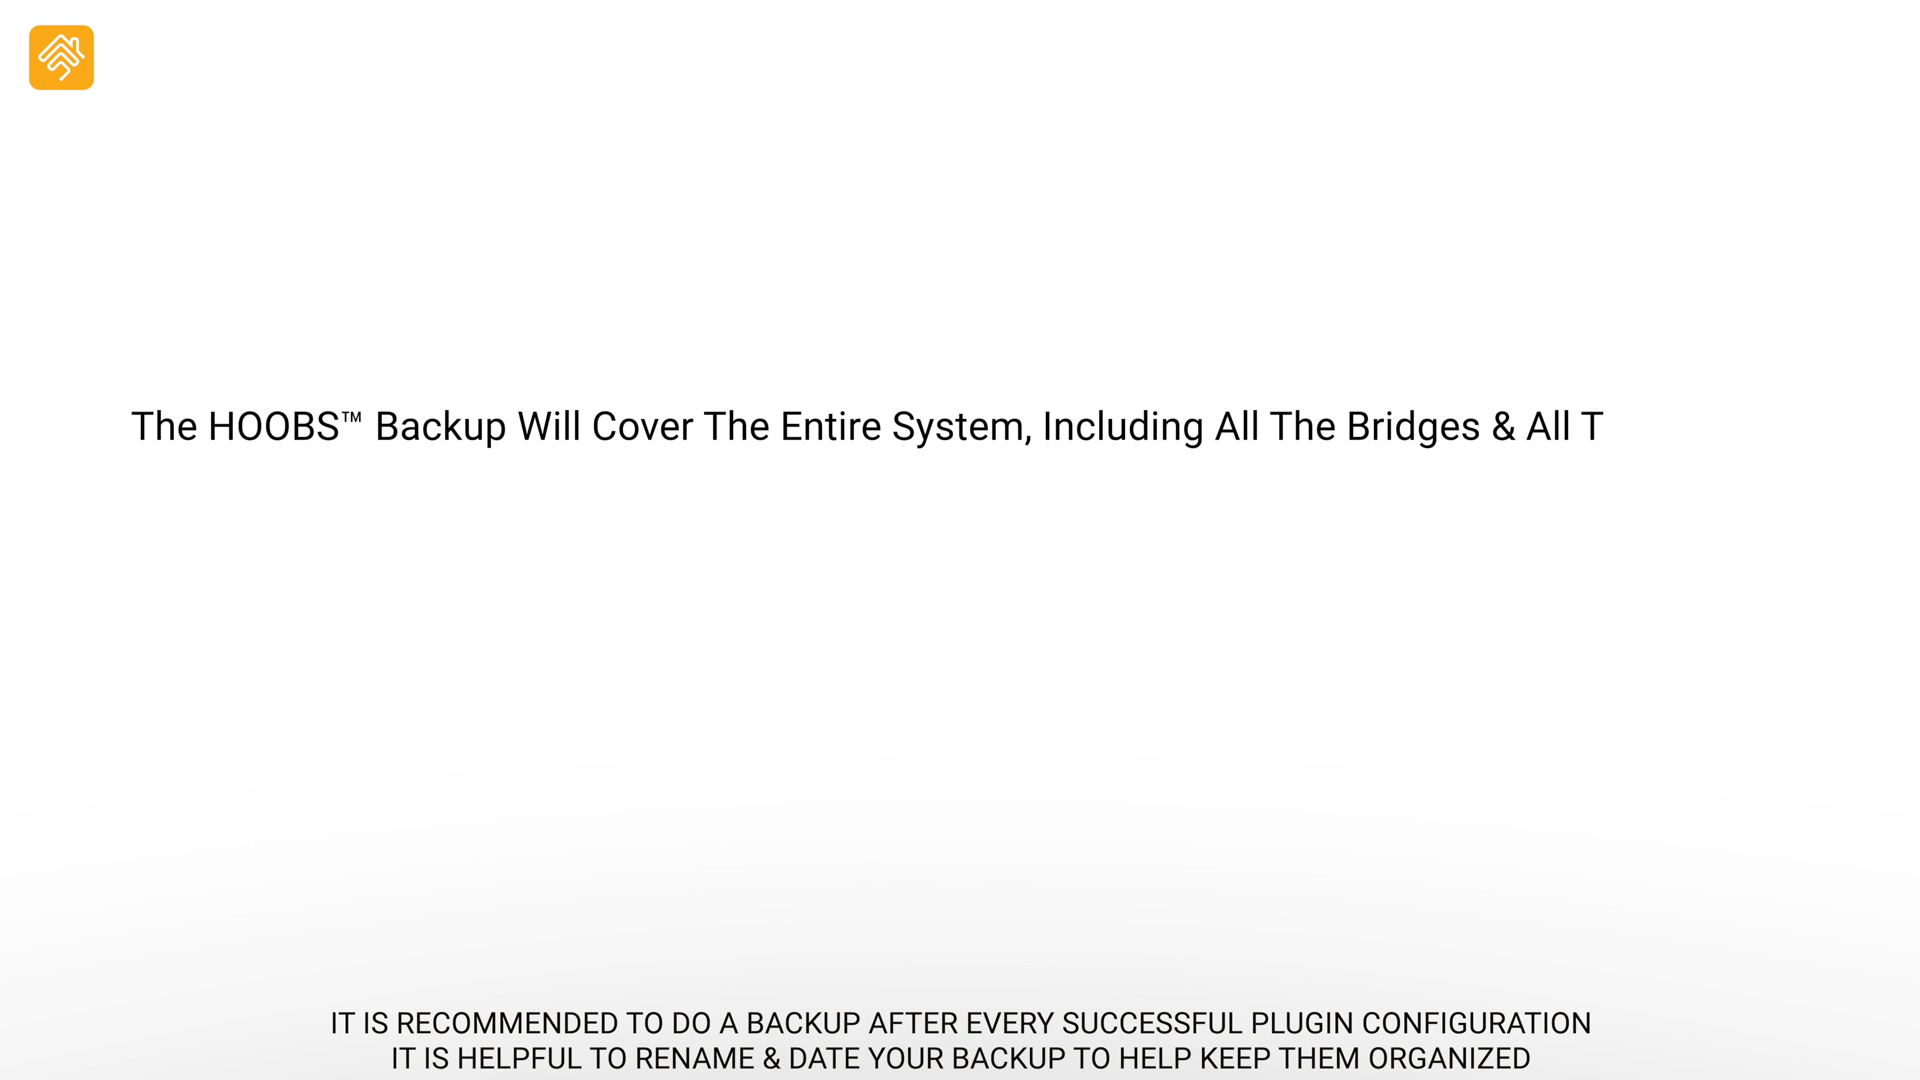 The HOOBS™ Backup Will Cover The Entire System, Including All The Bridges & All T
IT IS RECOMMENDED TO DO A BACKUP AFTER EVERY SUCCESSFUL PLUGIN CONFIGURATION
IT IS HELPFUL TO RENAME & DATE YOUR BACKUP TO HELP KEEP THEM ORGANIZED